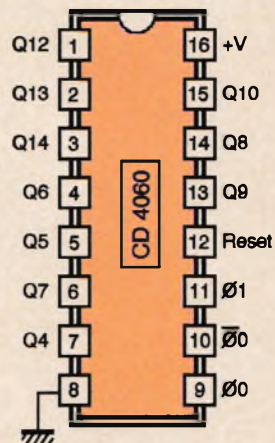 Q12 1 16 +V
Q13 2 15 Q10
Q14 3 14 Q8
Q6 4 13 Q9
CD 4060
Q5 5 12 Reset
Q7 6 11 Ø1
Q4 7 10 Ø̅0
8 9 Ø0